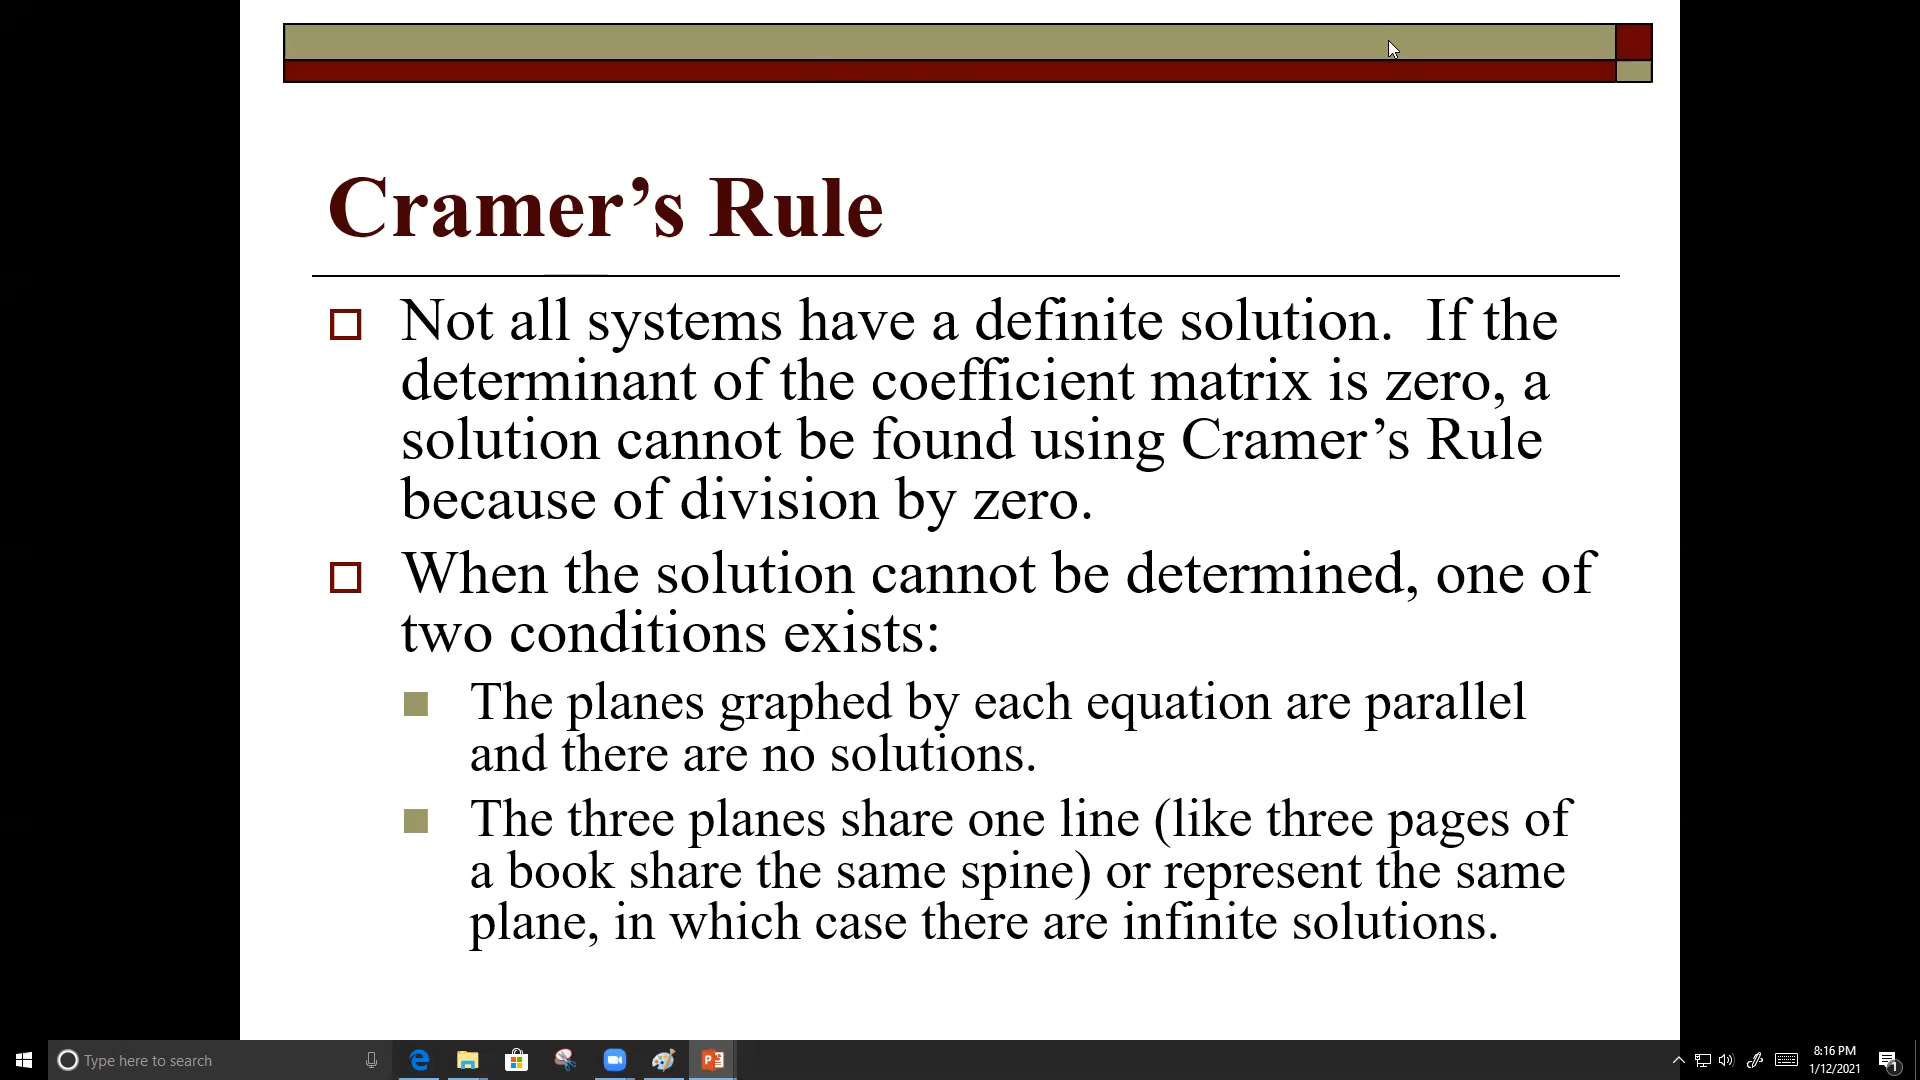 Cramer’s Rule
Not all systems have a definite solution.  If the
determinant of the coefficient matrix is zero, a
solution cannot be found using Cramer’s Rule
because of division by zero.
When the solution cannot be determined, one of
two conditions exists:
The planes graphed by each equation are parallel
and there are no solutions.
The three planes share one line (like three pages of
a book share the same spine) or represent the same
plane, in which case there are infinite solutions.
Type here to search
8:16 PM
1/12/2021
1